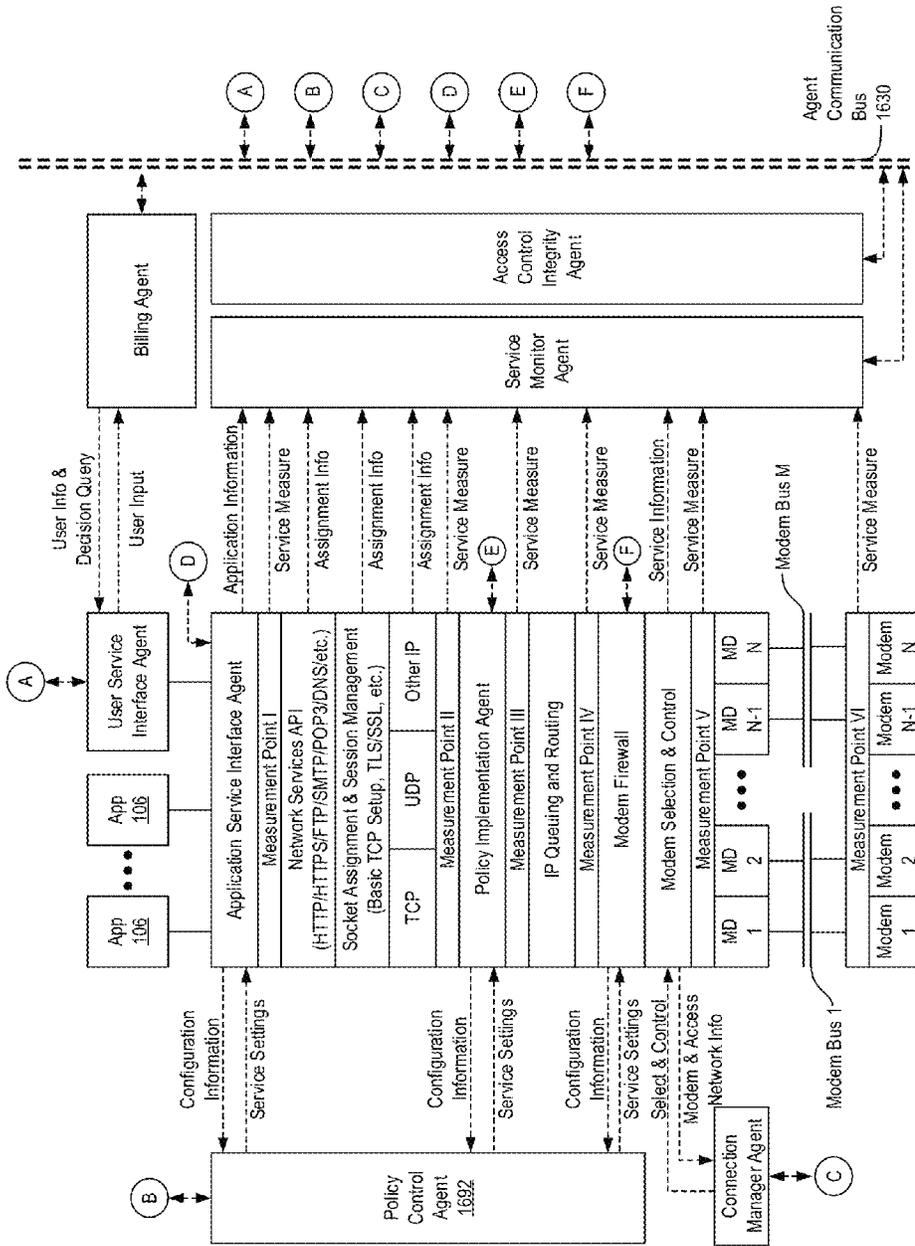 A
B
C
D
E
F
Agent
Communication
Bus
1630
Billing Agent
Access
Control
Integrity
Agent
Service
Monitor
Agent
User Info &
Decision Query
User Input
D
Application Information
Service Measure
Assignment Info
Assignment Info
Assignment Info
Service Measure
E
Service Measure
Service Measure
F
Service Information
Service Measure
Modem Bus M
Service Measure
A
User Service
Interface Agent
App
106
App
106
Application Service Interface Agent
Measurement Point I
Network Services API
(HTTP/HTTPS/FTP/SMTP/POP3/DNS/etc.)
Socket Assignment & Session Management
(Basic TCP Setup, TLS/SSL, etc.)
TCP
UDP
Other IP
Measurement Point II
Policy Implementation Agent
Measurement Point III
IP Queuing and Routing
Measurement Point IV
Modem Firewall
Modem Selection & Control
Measurement Point V
MD
1
MD
2
MD
N-1
MD
N
Measurement Point VI
Modem
1
Modem
2
Modem
N-1
Modem
N
Modem Bus 1
Configuration
Information
Service Settings
Configuration
Information
Service Settings
Configuration
Information
Service Settings
Select & Control
Modem & Access
Network Info
B
Policy
Control
Agent
1692
Connection
Manager Agent
C